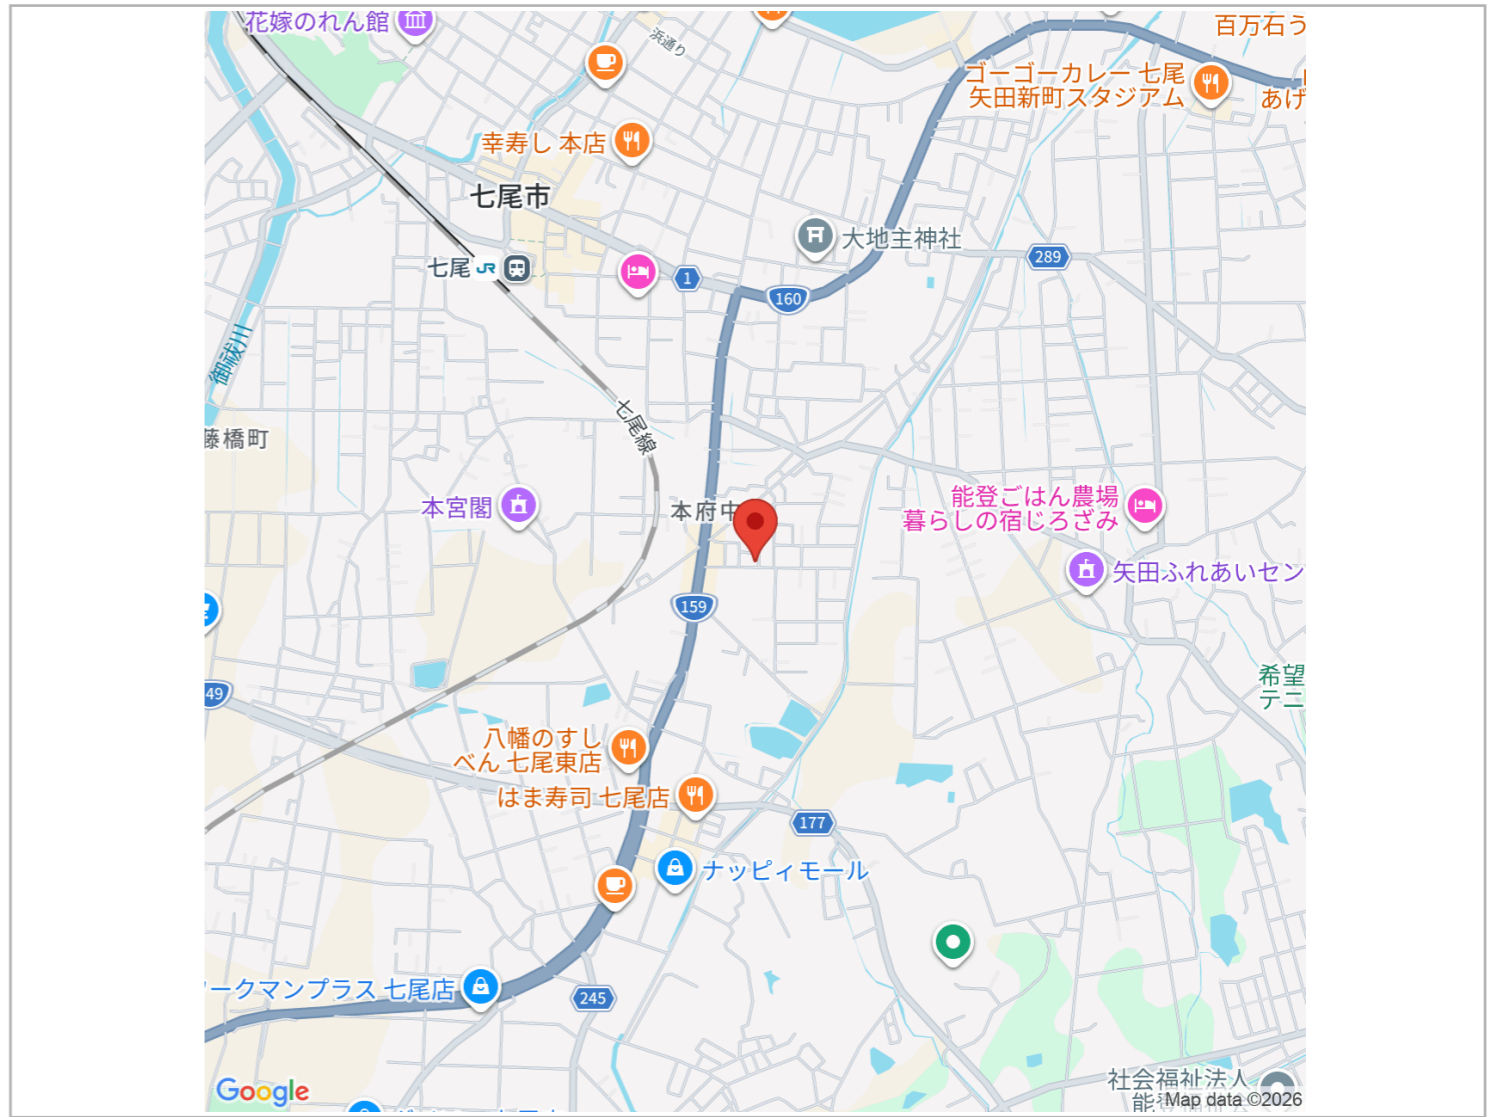 花嫁のれん館
浜通り
百万石う
ゴーゴーカレー 七尾
矢田新町スタジアム
あげ
幸寿し 本店
七尾市
大地主神社
289
七尾 JR
1
160
御祓川
七尾線
藤橋町
本宮閣
本府中
能登ごはん農場
暮らしの宿じろざみ
矢田ふれあいセン
159
希望
テニ
49
八幡のすし
べん 七尾東店
はま寿司 七尾店
177
ナッピィモール
ークマンプラス 七尾店
245
社会福祉法人
能登
Google
Map data ©2026